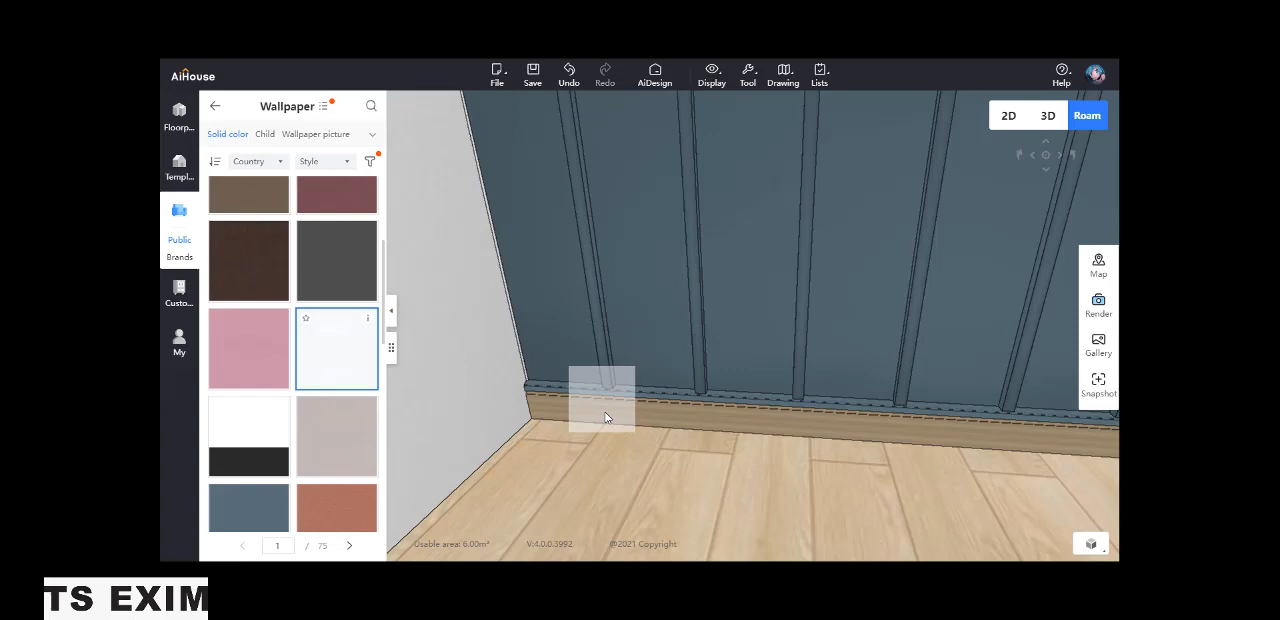 AiHouse
File
Save
Undo
Redo
AiDesign
Display
Tool
Drawing
Lists
Help
Floorp...
Templ...
Public
Brands
Custo...
My
Wallpaper
Solid color Child Wallpaper picture
Country Style
1 / 75
2D 3D Roam
Map
Render
Gallery
Snapshot
Usable area: 6.00m² V:4.0.0.3992 @2021 Copyright
TS EXIM